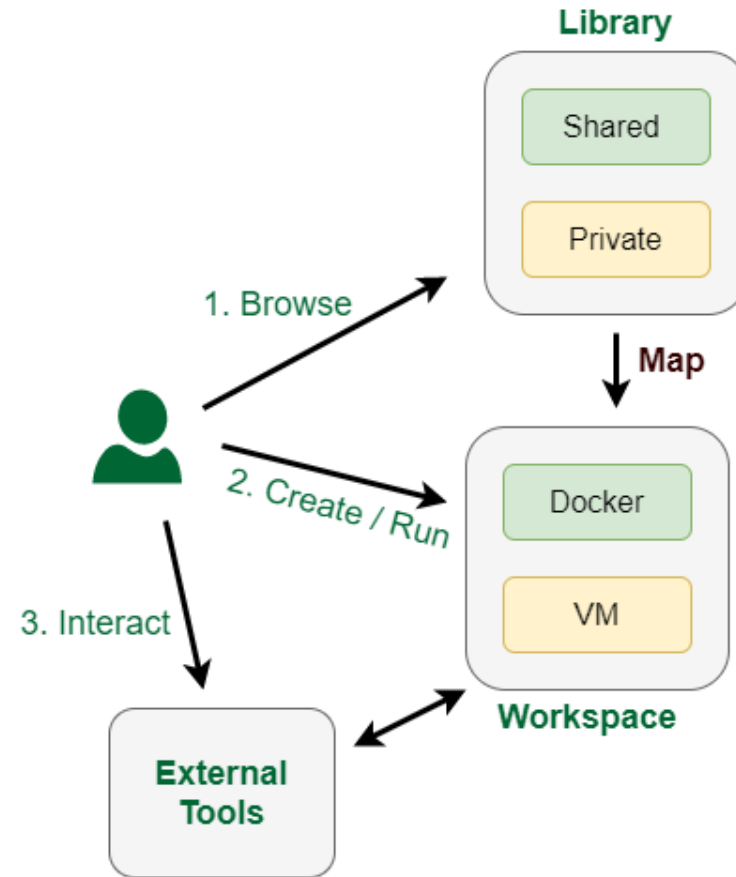 Library
Shared
Private
1. Browse
Map
2. Create / Run
Docker
VM
3. Interact
Workspace
External
Tools